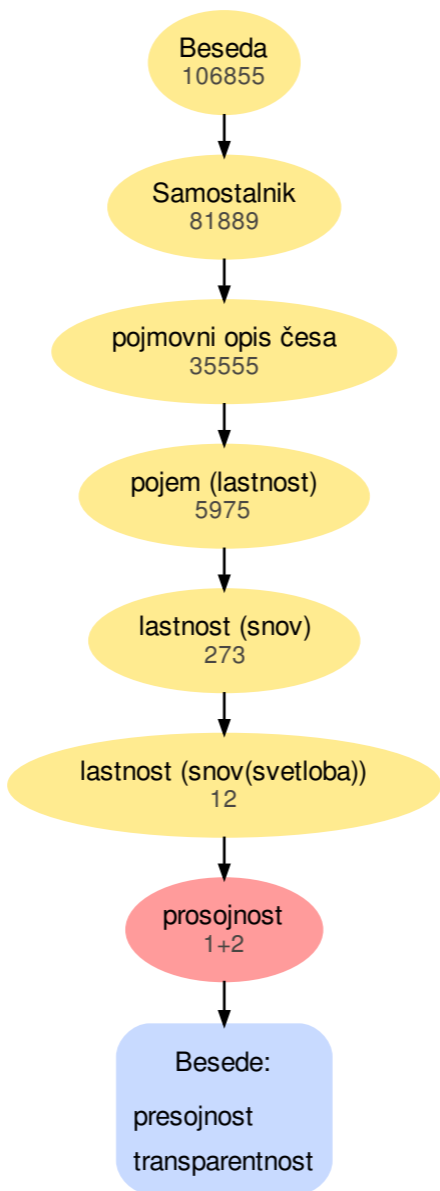 Beseda
106855
Samostalnik
81889
pojmovni opis česa
35555
pojem (lastnost)
5975
lastnost (snov)
273
lastnost (snov(svetloba))
12
prosojnost
1+2
Besede:
presojnost
transparentnost